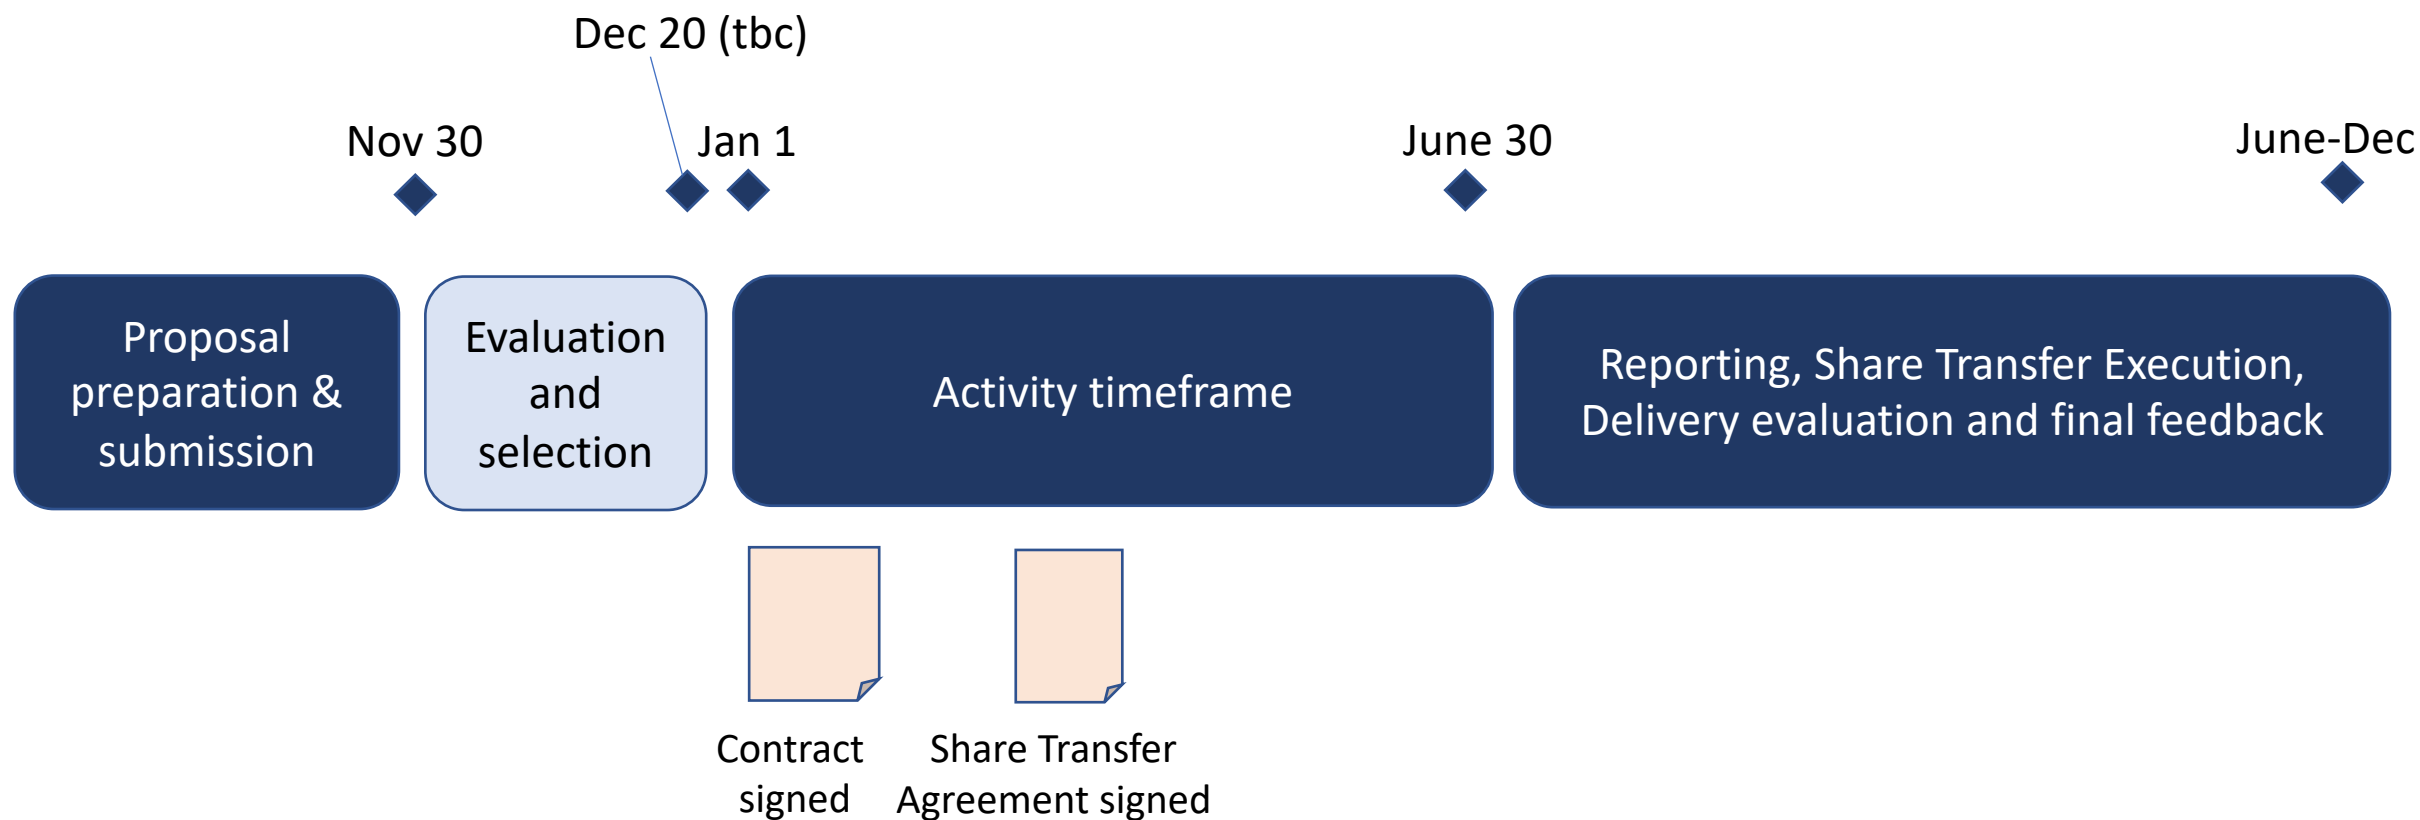 Dec 20 (tbc)
Nov 30
Jan 1
June 30
June-Dec
Proposal
preparation &
submission
Evaluation
and
selection
Activity timeframe
Reporting, Share Transfer Execution,
Delivery evaluation and final feedback
Contract
signed
Share Transfer
Agreement signed